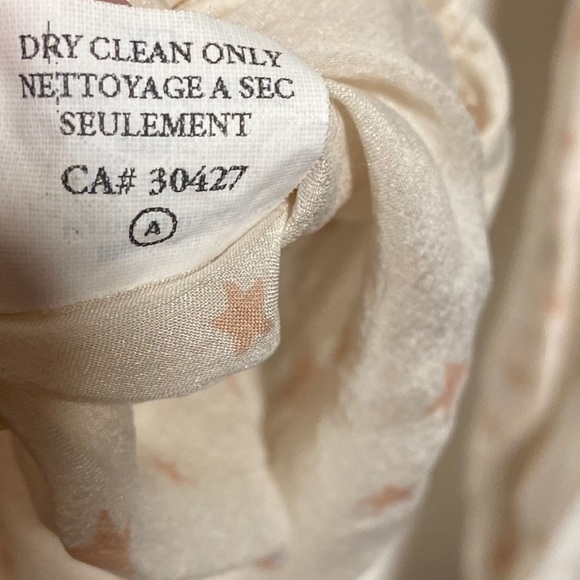 DRY CLEAN ONLY
NETTOYAGE A SEC
SEULEMENT
CA# 30427
A